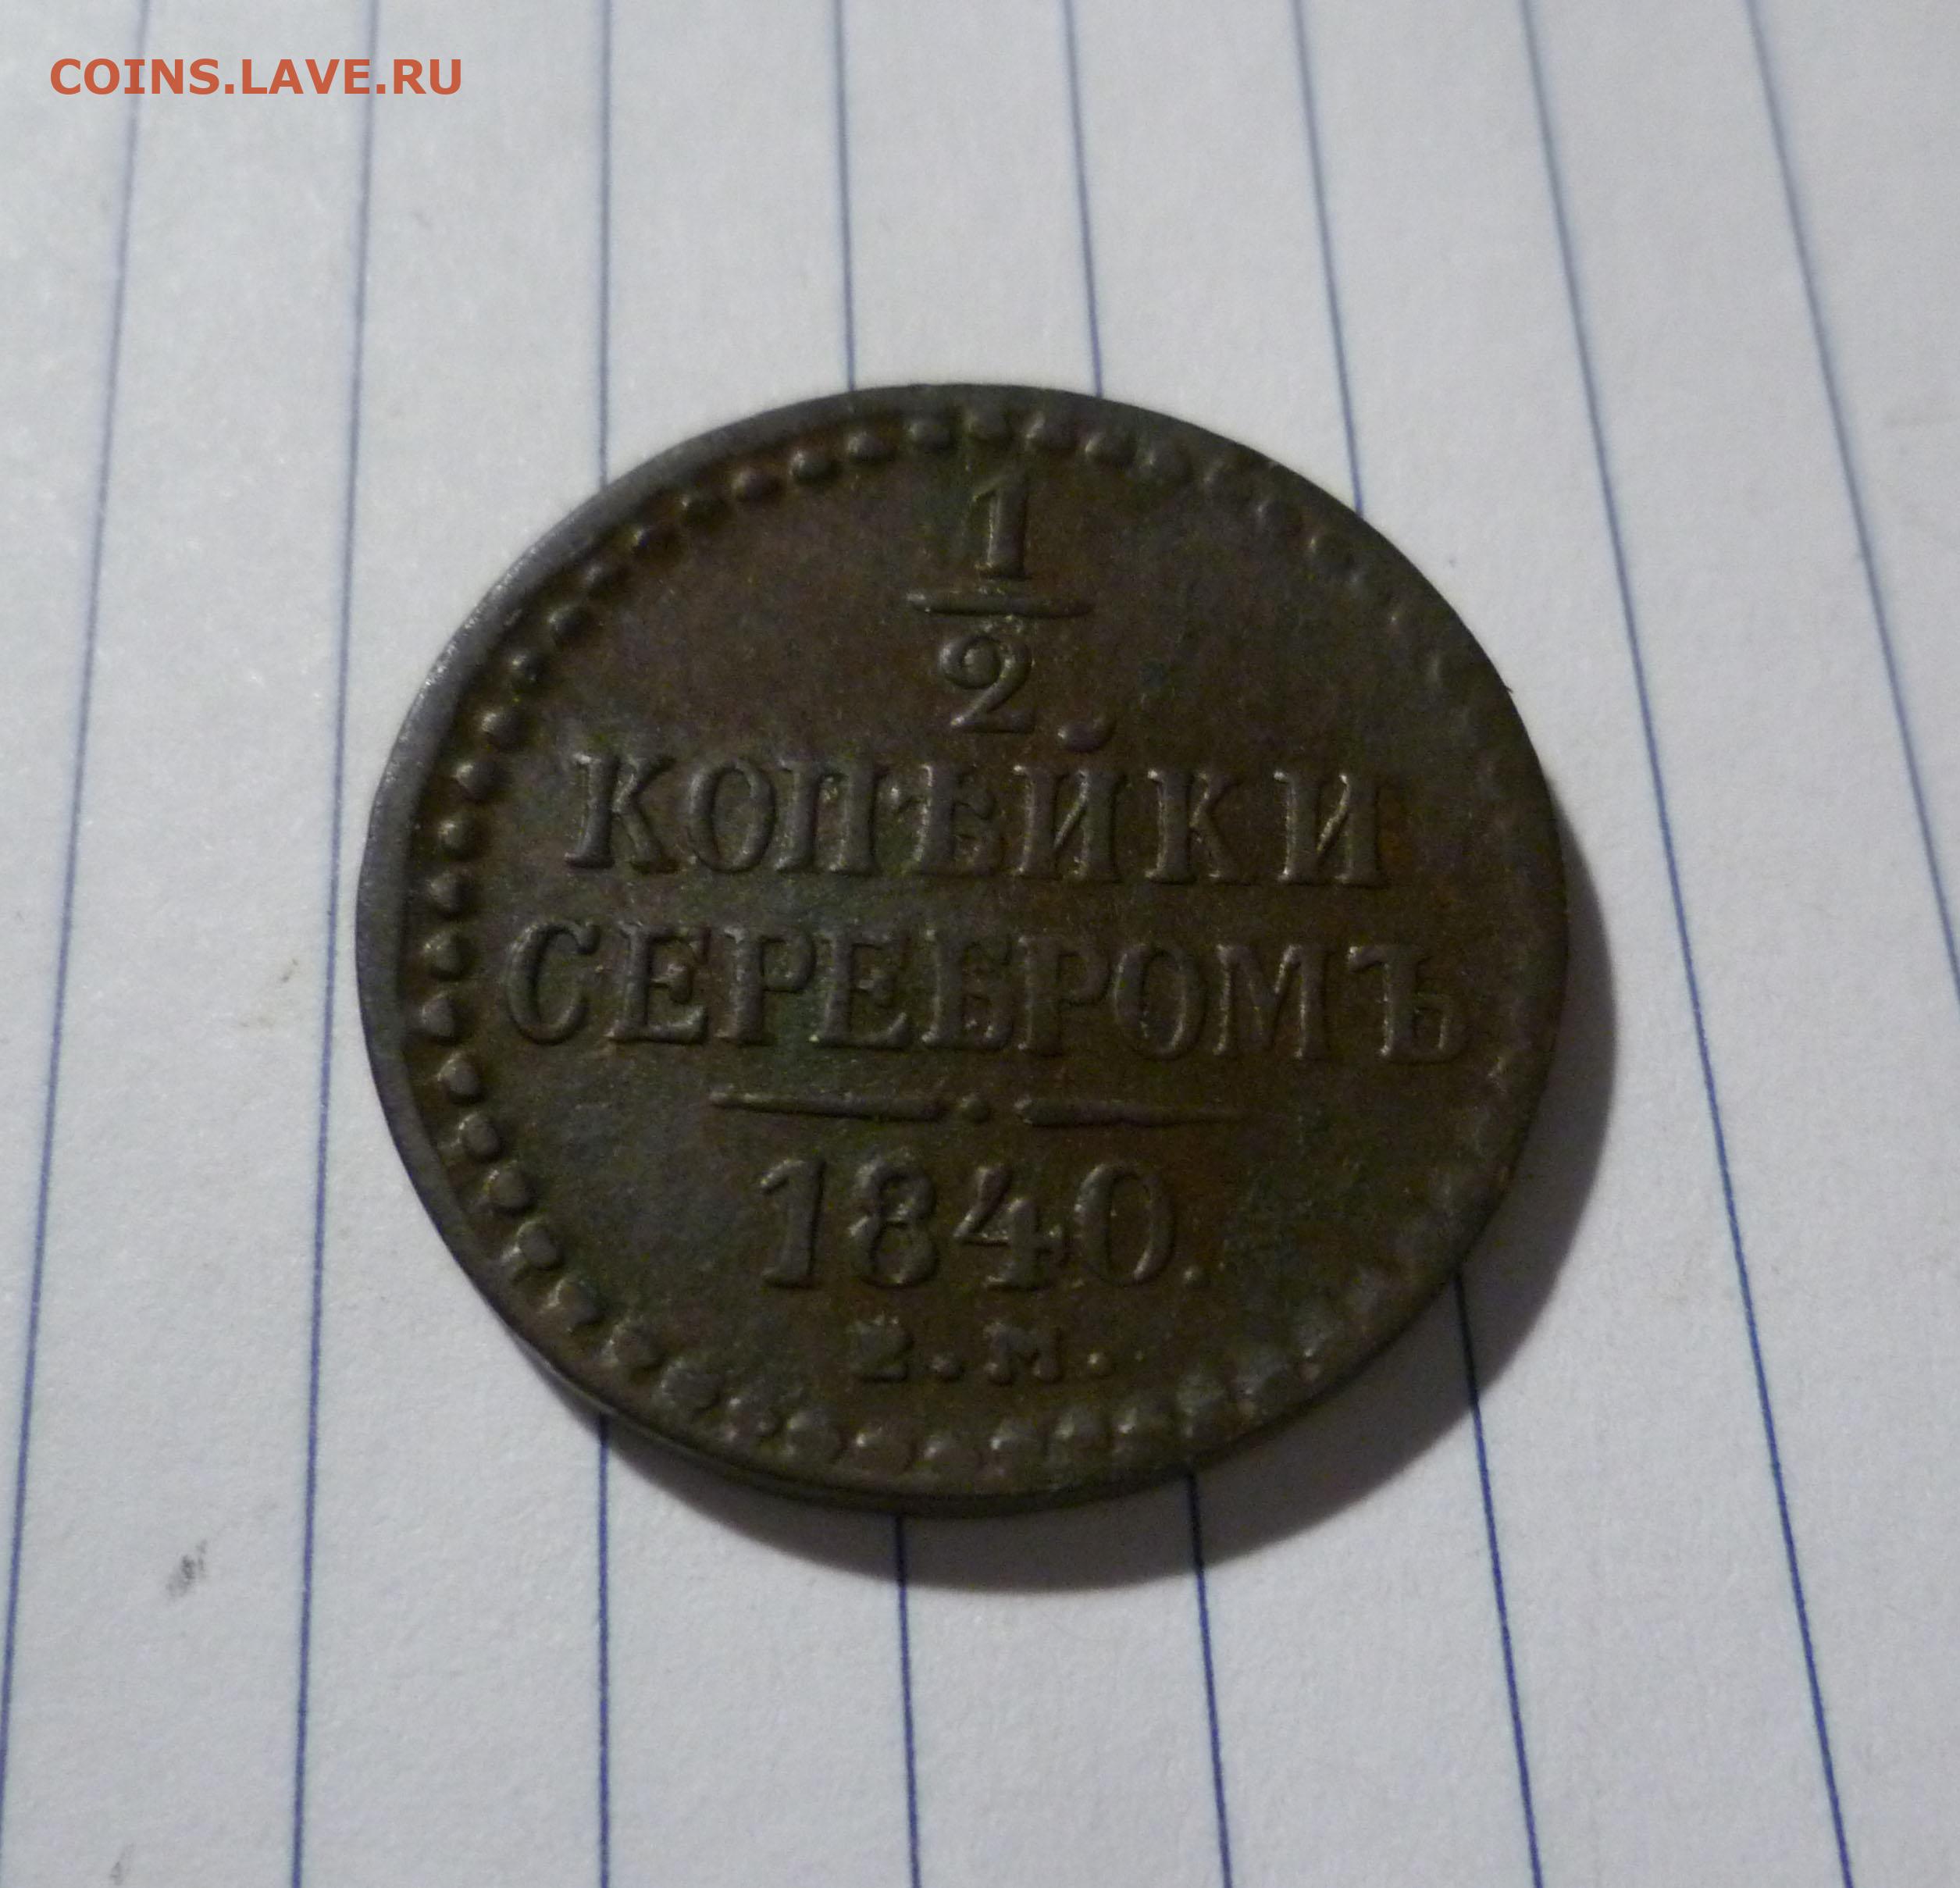 COINS.LAVE.RU
1
2.
КОПѢЙКИ
СЕРЕБРОМЪ
1840.
Е.М.